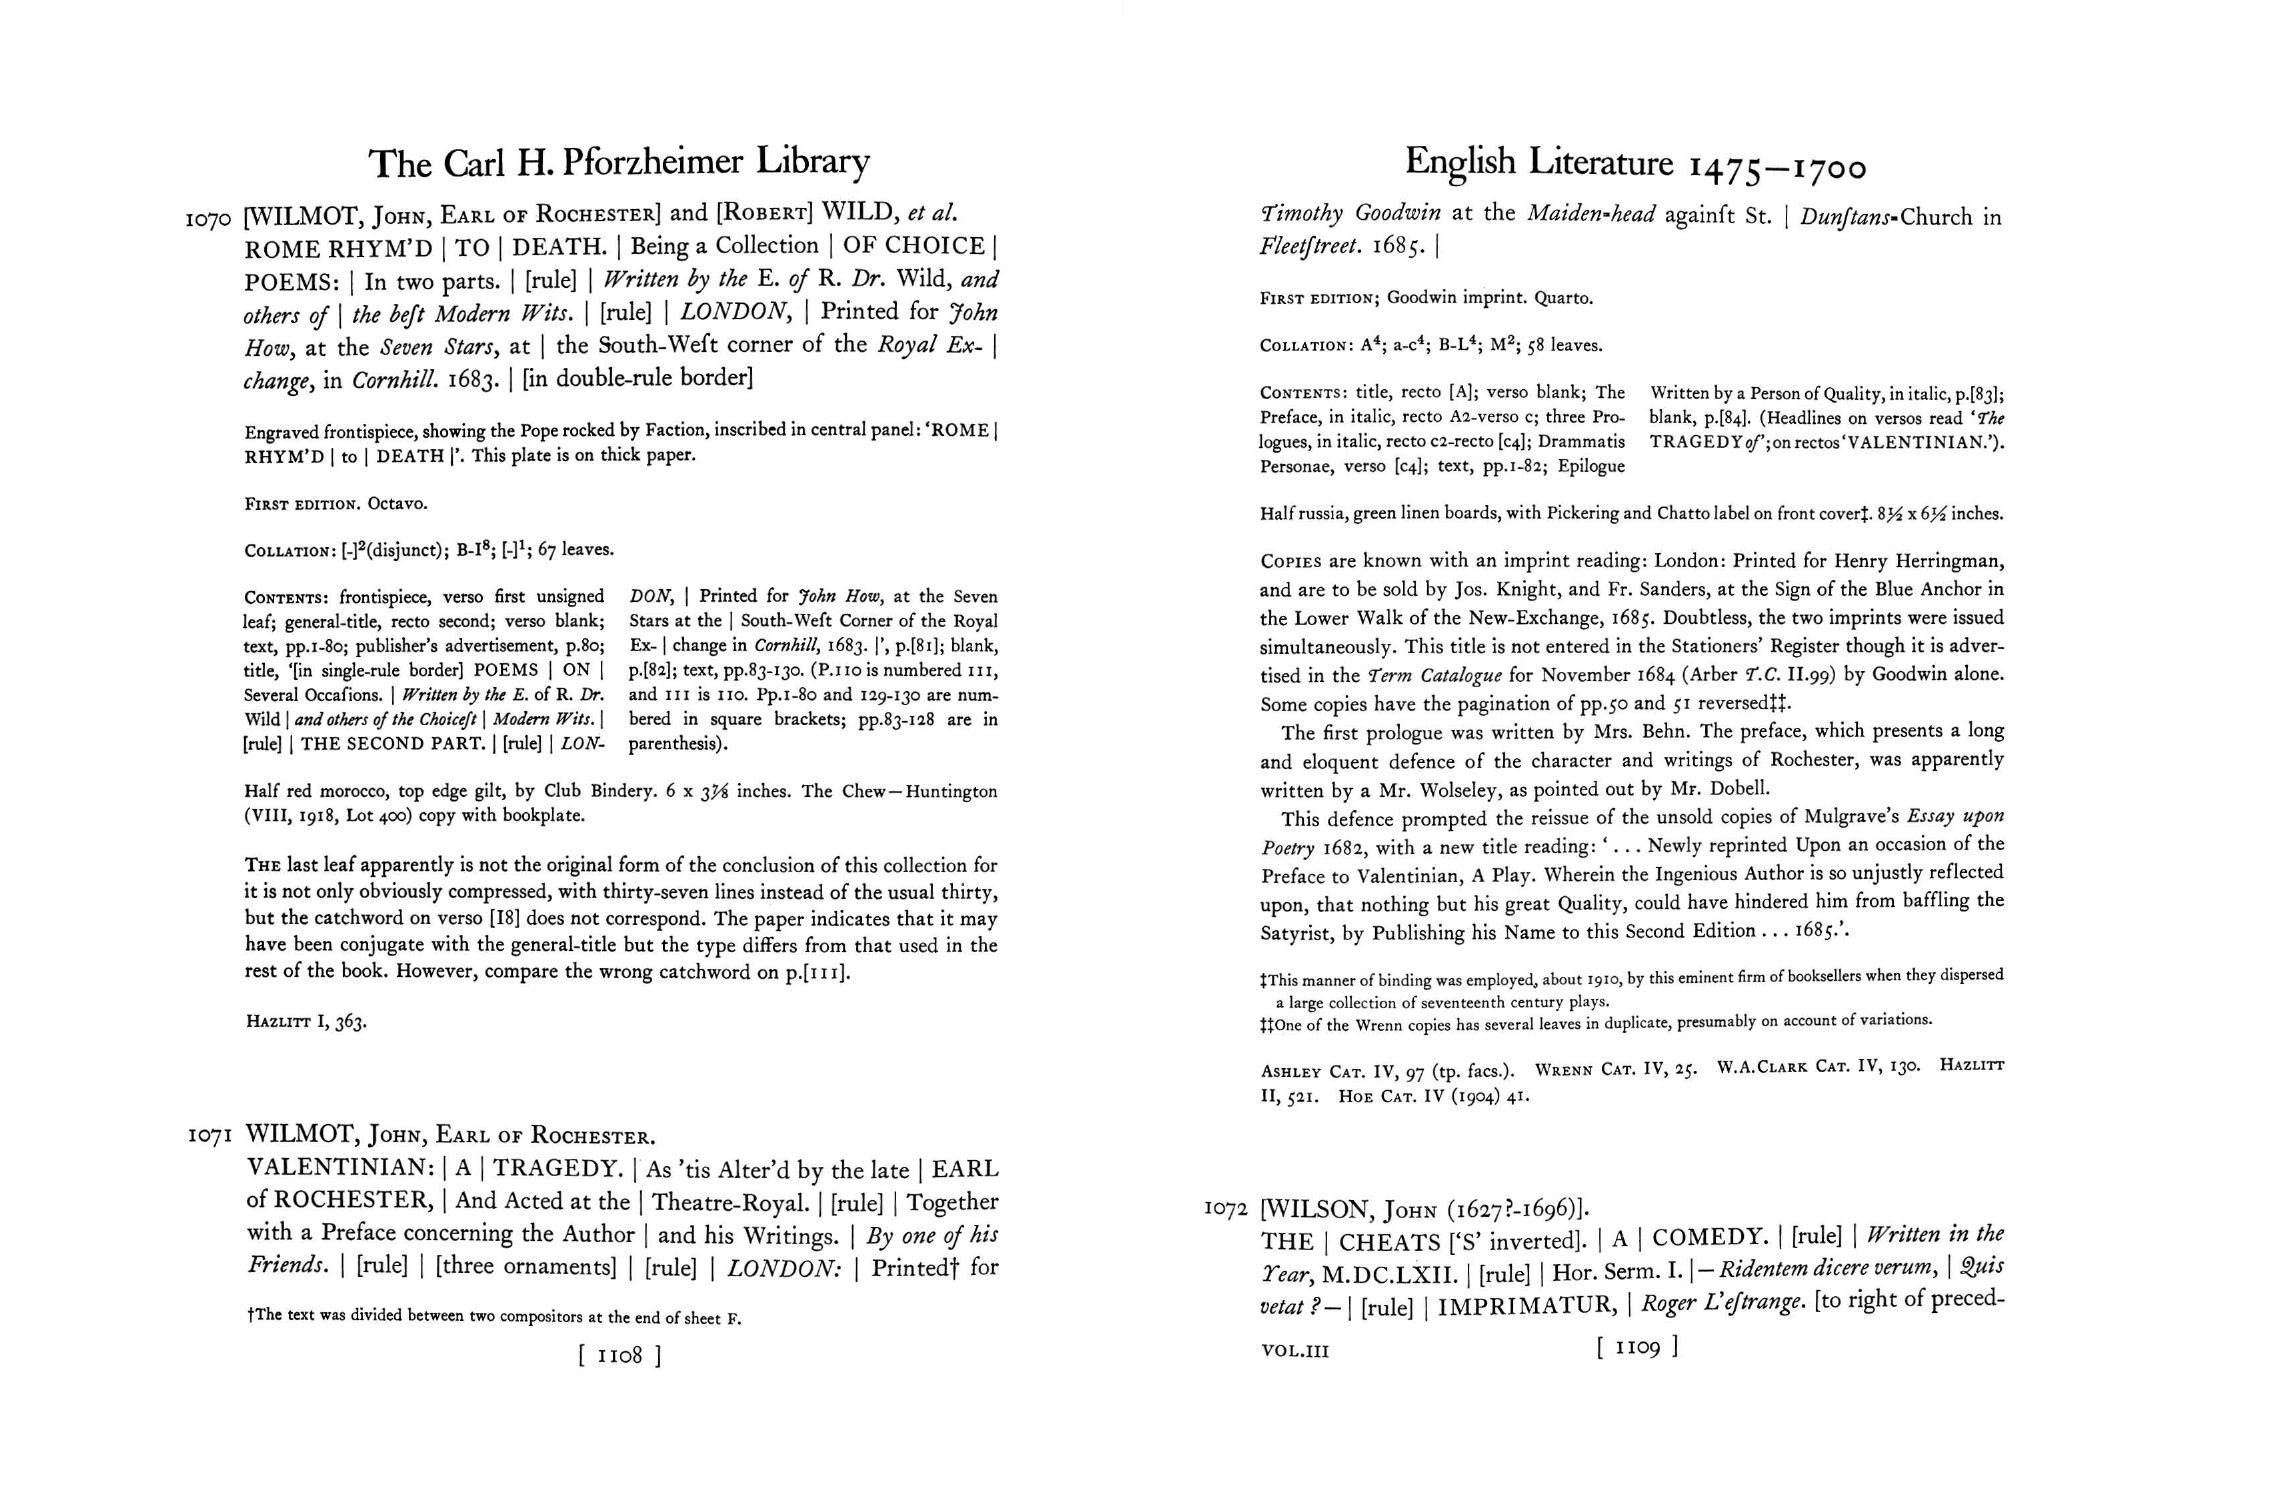 The Carl H. Pforzheimer Library
1070 [WILMOT, John, Earl of Rochester] and [Robert] WILD, et al.
ROME RHYM’D | TO | DEATH. | Being a Collection | OF CHOICE |
POEMS: | In two parts. | [rule] | Written by the E. of R. Dr. Wild, and
others of | the beſt Modern Wits. | [rule] | LONDON, | Printed for John
How, at the Seven Stars, at | the South-Weſt corner of the Royal Ex- |
change, in Cornhill. 1683. | [in double-rule border]
Engraved frontispiece, showing the Pope rocked by Faction, inscribed in central panel: ‘ROME |
RHYM’D | to | DEATH |’. This plate is on thick paper.
First edition. Octavo.
Collation: [-]²(disjunct); B-I⁸; [-]¹; 67 leaves.
Contents: frontispiece, verso first unsigned
leaf; general-title, recto second; verso blank;
text, pp.1-80; publisher’s advertisement, p.80;
title, ‘[in single-rule border] POEMS | ON |
Several Occaſions. | Written by the E. of R. Dr.
Wild | and others of the Choiceſt | Modern Wits. |
[rule] | THE SECOND PART. | [rule] | LON-
DON, | Printed for John How, at the Seven
Stars at the | South-Weſt Corner of the Royal
Ex- | change in Cornhill, 1683. |’, p.[81]; blank,
p.[82]; text, pp.83-130. (P.110 is numbered 111,
and 111 is 110. Pp.1-80 and 129-130 are num-
bered in square brackets; pp.83-128 are in
parenthesis).
Half red morocco, top edge gilt, by Club Bindery. 6 x 3⅞ inches. The Chew—Huntington
(VIII, 1918, Lot 400) copy with bookplate.
The last leaf apparently is not the original form of the conclusion of this collection for
it is not only obviously compressed, with thirty-seven lines instead of the usual thirty,
but the catchword on verso [I8] does not correspond. The paper indicates that it may
have been conjugate with the general-title but the type differs from that used in the
rest of the book. However, compare the wrong catchword on p.[111].
Hazlitt I, 363.
1071 WILMOT, John, Earl of Rochester.
VALENTINIAN: | A | TRAGEDY. | As ’tis Alter’d by the late | EARL
of ROCHESTER, | And Acted at the | Theatre-Royal. | [rule] | Together
with a Preface concerning the Author | and his Writings. | By one of his
Friends. | [rule] | [three ornaments] | [rule] | LONDON: | Printed† for
†The text was divided between two compositors at the end of sheet F.
[ 1108 ]
English Literature 1475—1700
Timothy Goodwin at the Maiden-head againſt St. | Dunſtans-Church in
Fleetſtreet. 1685. |
First edition; Goodwin imprint. Quarto.
Collation: A⁴; a-c⁴; B-L⁴; M²; 58 leaves.
Contents: title, recto [A]; verso blank; The
Preface, in italic, recto A2-verso c; three Pro-
logues, in italic, recto c2-recto [c4]; Drammatis
Personae, verso [c4]; text, pp.1-82; Epilogue
Written by a Person of Quality, in italic, p.[83];
blank, p.[84]. (Headlines on versos read ‘The
TRAGEDY of’; on rectos ‘VALENTINIAN.’).
Half russia, green linen boards, with Pickering and Chatto label on front cover‡. 8½ x 6½ inches.
Copies are known with an imprint reading: London: Printed for Henry Herringman,
and are to be sold by Jos. Knight, and Fr. Sanders, at the Sign of the Blue Anchor in
the Lower Walk of the New-Exchange, 1685. Doubtless, the two imprints were issued
simultaneously. This title is not entered in the Stationers’ Register though it is adver-
tised in the Term Catalogue for November 1684 (Arber T.C. II.99) by Goodwin alone.
Some copies have the pagination of pp.50 and 51 reversed‡‡.
The first prologue was written by Mrs. Behn. The preface, which presents a long
and eloquent defence of the character and writings of Rochester, was apparently
written by a Mr. Wolseley, as pointed out by Mr. Dobell.
This defence prompted the reissue of the unsold copies of Mulgrave’s Essay upon
Poetry 1682, with a new title reading: ‘ . . . Newly reprinted Upon an occasion of the
Preface to Valentinian, A Play. Wherein the Ingenious Author is so unjustly reflected
upon, that nothing but his great Quality, could have hindered him from baffling the
Satyrist, by Publishing his Name to this Second Edition . . . 1685.’.
‡This manner of binding was employed, about 1910, by this eminent firm of booksellers when they dispersed
a large collection of seventeenth century plays.
‡‡One of the Wrenn copies has several leaves in duplicate, presumably on account of variations.
Ashley Cat. IV, 97 (tp. facs.). Wrenn Cat. IV, 25. W.A.Clark Cat. IV, 130. Hazlitt
II, 521. Hoe Cat. IV (1904) 41.
1072 [WILSON, John (1627?-1696)].
THE | CHEATS [‘S’ inverted]. | A | COMEDY. | [rule] | Written in the
Year, M.DC.LXII. | [rule] | Hor. Serm. I. |—Ridentem dicere verum, | Quis
vetat ?—| [rule] | IMPRIMATUR, | Roger L’eſtrange. [to right of preced-
VOL.III
[ 1109 ]